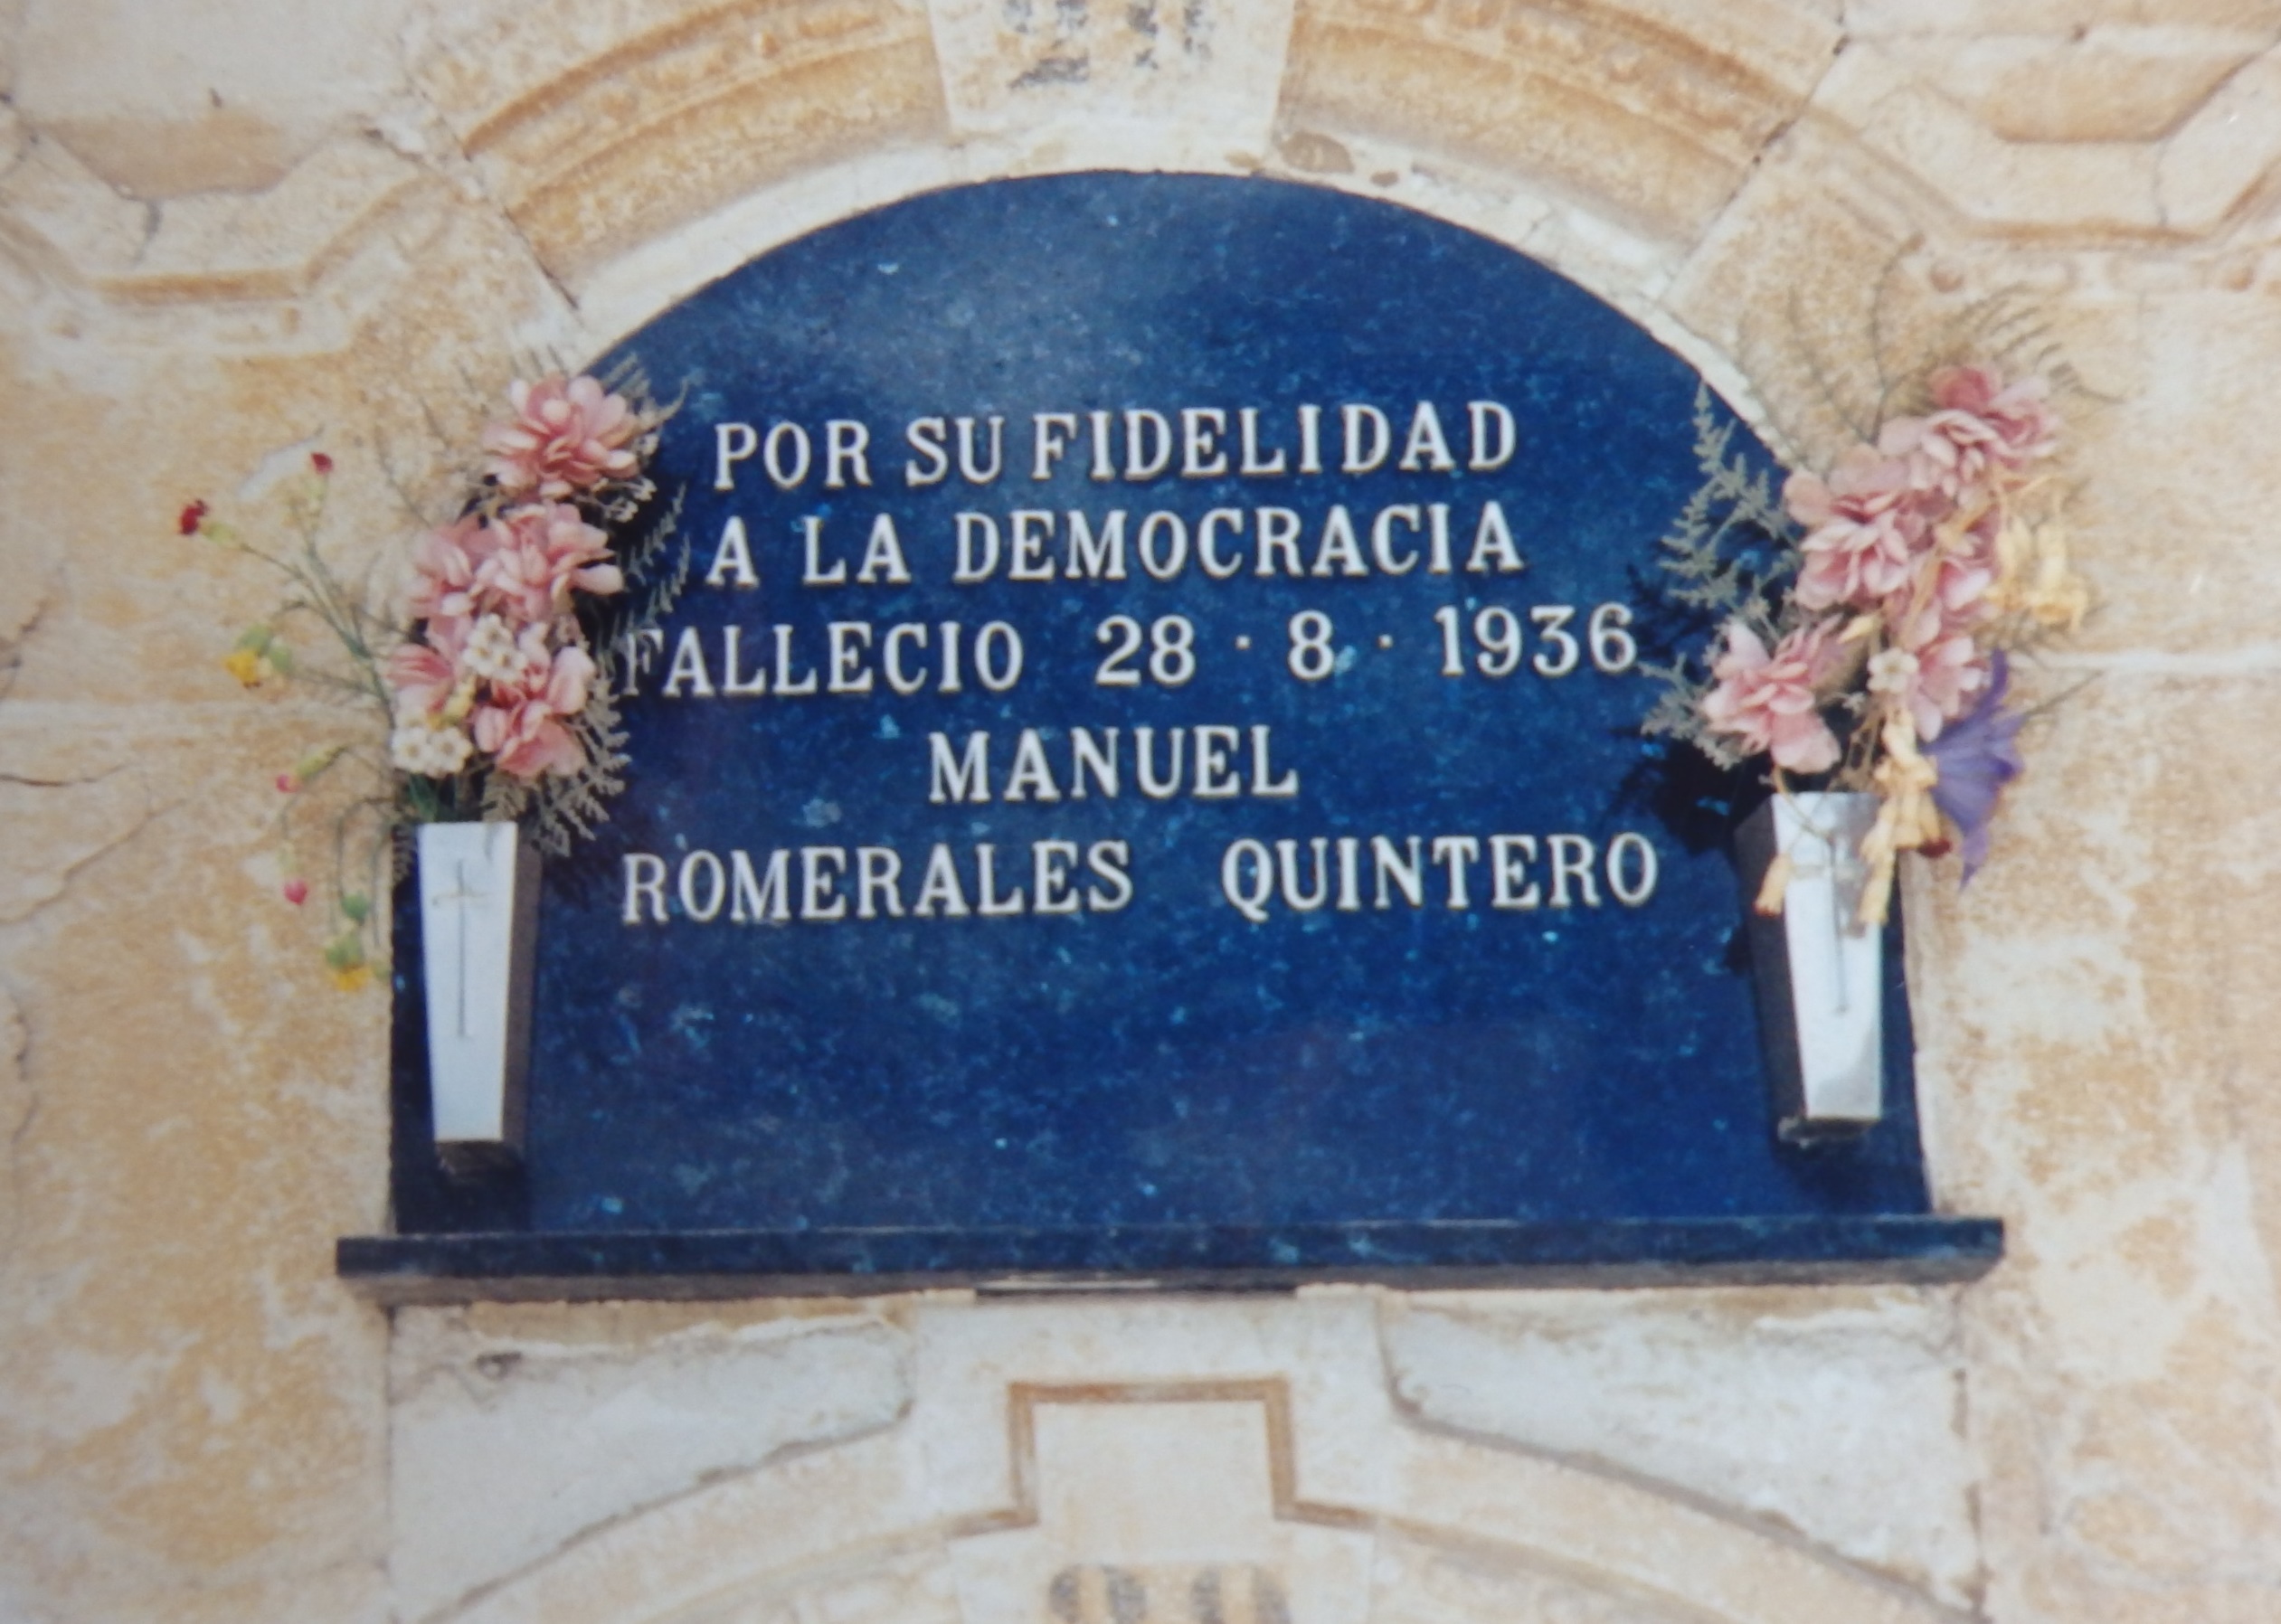 POR SU FIDELIDAD
A LA DEMOCRACIA
FALLECIO 28 · 8 · 1936
MANUEL
ROMERALES QUINTERO